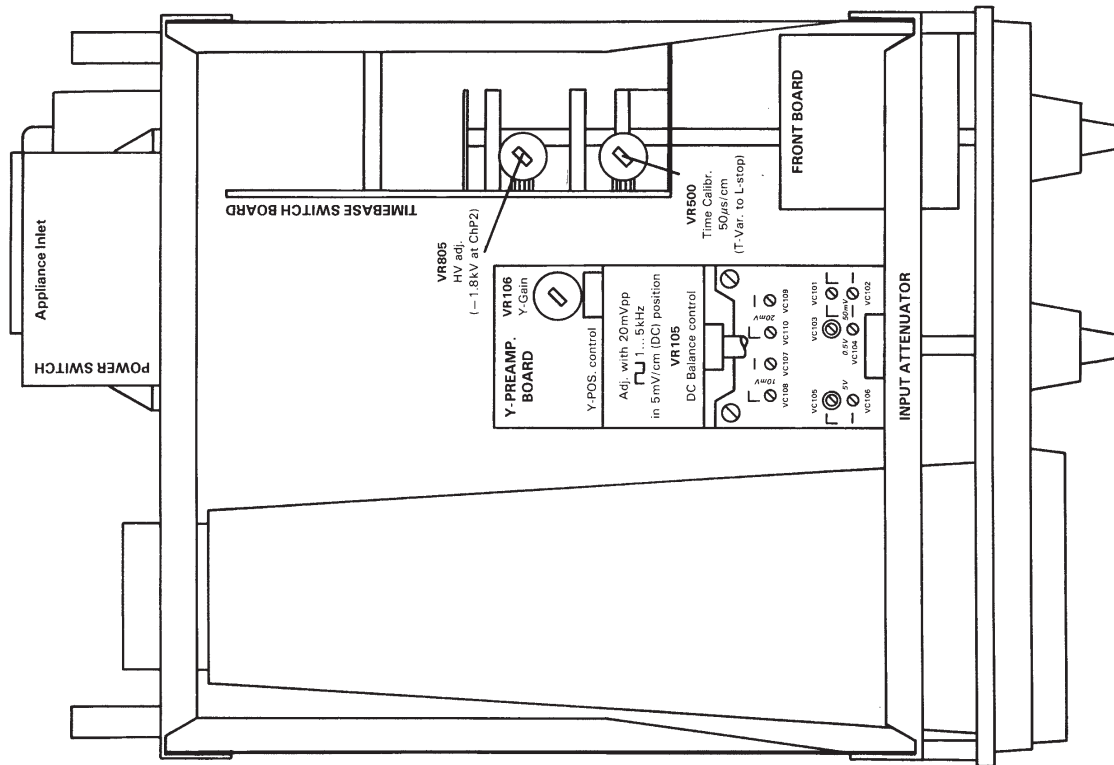 Appliance Inlet
POWER SWITCH
TIMEBASE SWITCH BOARD
VR805
HV adj.
(–1.8kV at ChP2)
VR500
Time Calibr.
50μs/cm
(T-Var. to L-stop)
FRONT BOARD
Y-PREAMP.
BOARD
VR106
Y-Gain
Y-POS. control
Adj. with 20mVpp
1...5kHz
in 5mV/cm (DC) position
VR105
DC Balance control
VC108
VC107
VC110
VC109
10mV
20mV
VC105
VC103
VC101
5V
0.5V
50mV
VC106
VC104
VC102
INPUT ATTENUATOR